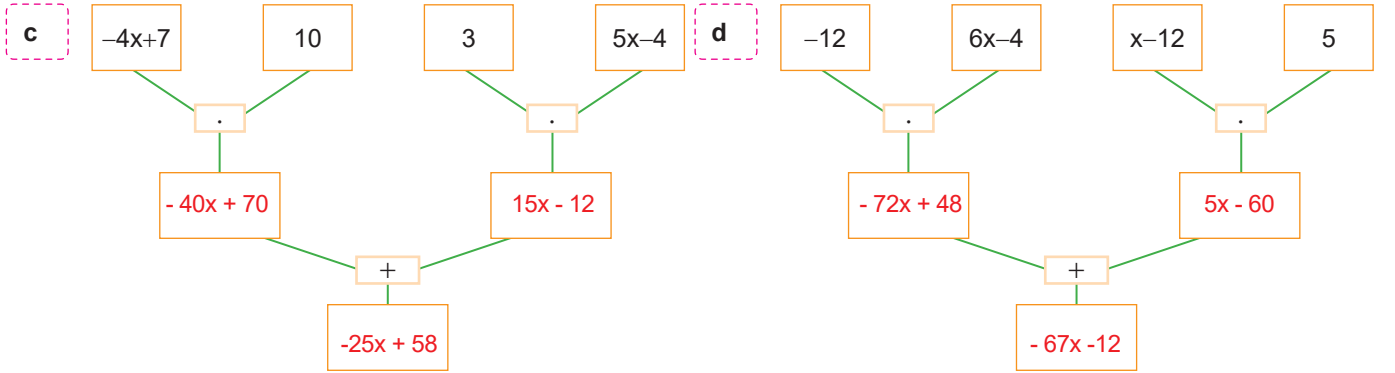 c −4x+7 10 3 5x−4 d −12 6x−4 x−12 5
. . . .
- 40x + 70 15x - 12 - 72x + 48 5x - 60
+ +
-25x + 58 - 67x -12